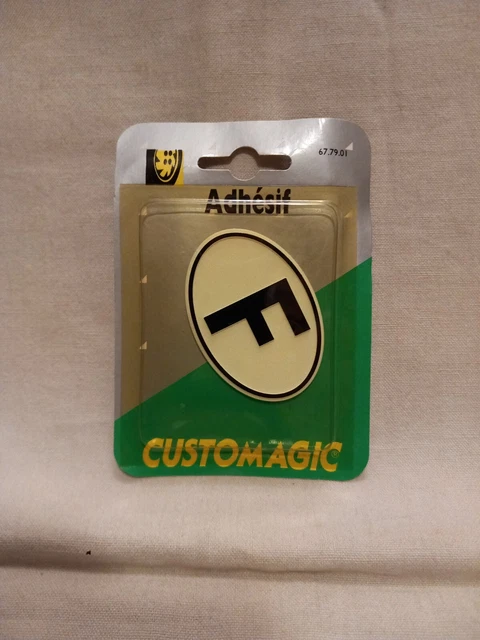 67.79.01
Adhésif
F
CUSTOMAGIC